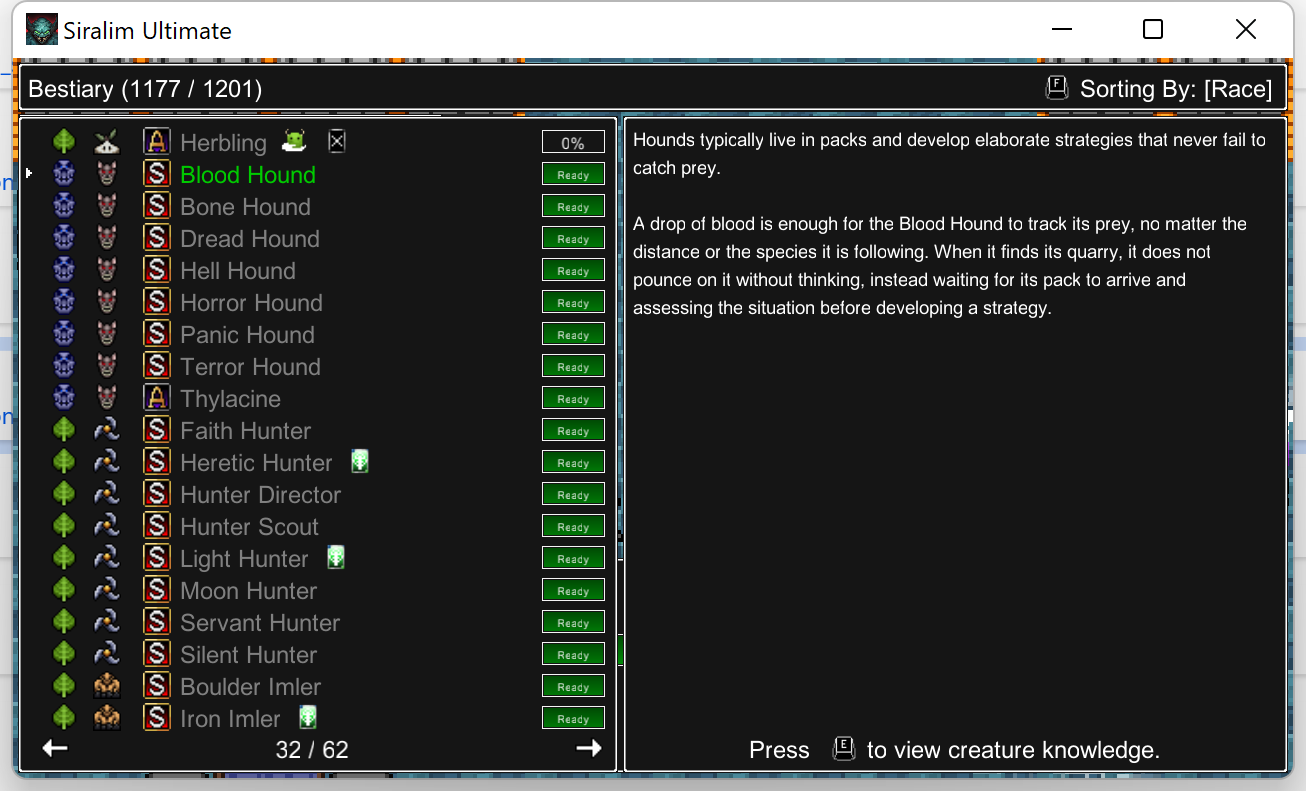 Siralim Ultimate
Bestiary (1177 / 1201)
F
Sorting By: [Race]
A Herbling 0%
S Blood Hound Ready
S Bone Hound Ready
S Dread Hound Ready
S Hell Hound Ready
S Horror Hound Ready
S Panic Hound Ready
S Terror Hound Ready
A Thylacine Ready
S Faith Hunter Ready
S Heretic Hunter Ready
S Hunter Director Ready
S Hunter Scout Ready
S Light Hunter Ready
S Moon Hunter Ready
S Servant Hunter Ready
S Silent Hunter Ready
S Boulder Imler Ready
S Iron Imler Ready
32 / 62
Hounds typically live in packs and develop elaborate strategies that never fail to
catch prey.
A drop of blood is enough for the Blood Hound to track its prey, no matter the
distance or the species it is following. When it finds its quarry, it does not
pounce on it without thinking, instead waiting for its pack to arrive and
assessing the situation before developing a strategy.
Press E to view creature knowledge.